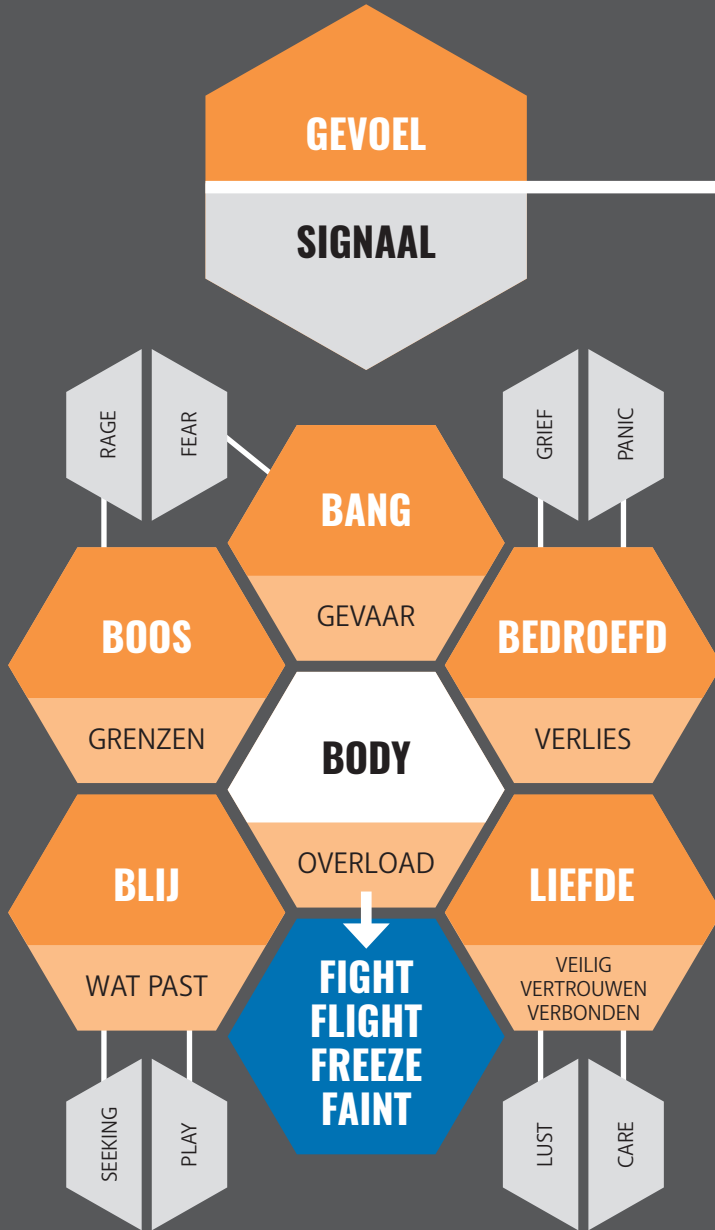 GEVOEL
SIGNAAL
RAGE
FEAR
GRIEF
PANIC
BANG
GEVAAR
BOOS
GRENZEN
BEDROEFD
VERLIES
BODY
OVERLOAD
BLIJ
WAT PAST
LIEFDE
VEILIG
VERTROUWEN
VERBONDEN
FIGHT
FLIGHT
FREEZE
FAINT
SEEKING
PLAY
LUST
CARE